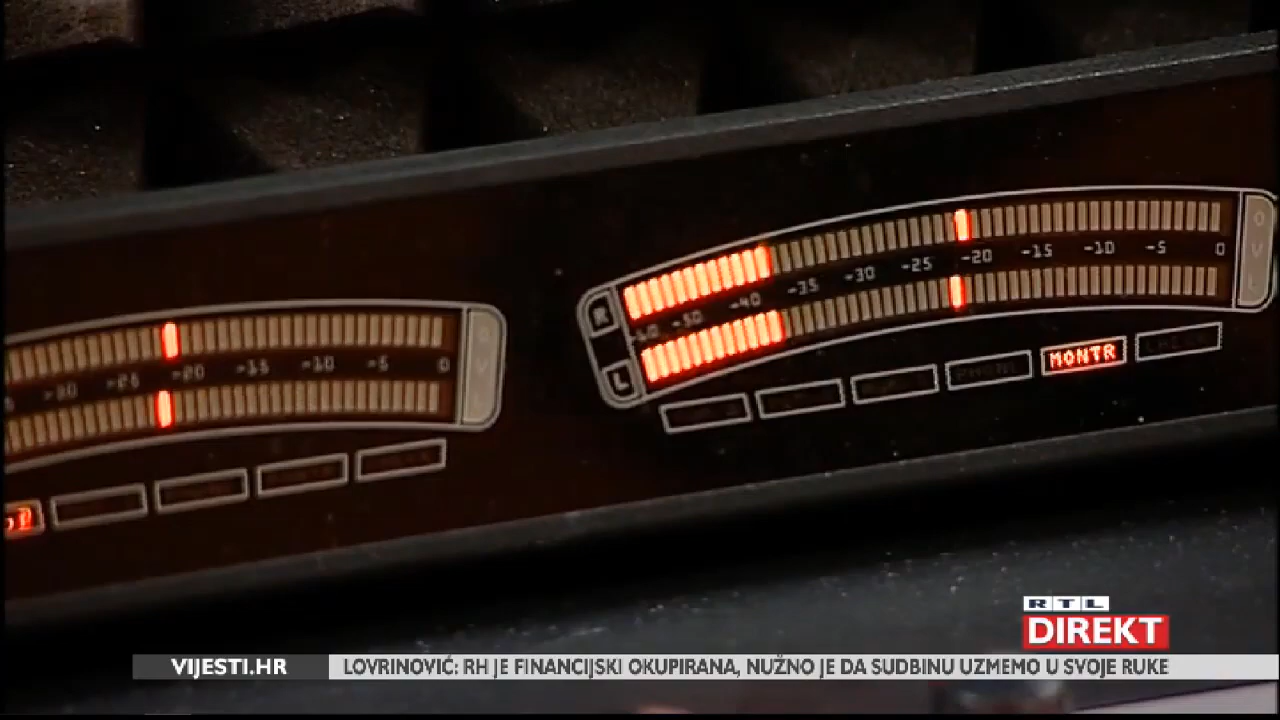 R
-40 -35 -30 -25 -20 -15 -10 -5 0
L
-20 -15 -10 -5 0
MONTR
RTL
DIREKT
VIJESTI.HR
LOVRINOVIĆ: RH JE FINANCIJSKI OKUPIRANA, NUŽNO JE DA SUDBINU UZMEMO U SVOJE RUKE